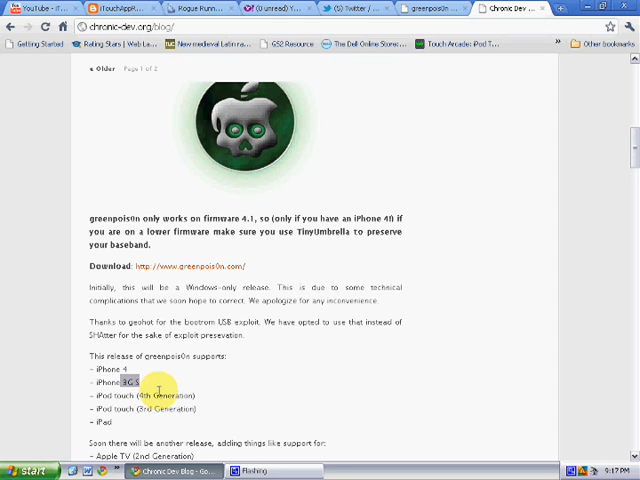 YouTube - iT...
iTouchAppR...
Rogue Runn...
(0 unread) Y...
(S) Twitter / ...
greenpois0n ...
Chronic Dev ...
chronic-dev.org/blog/
Getting Started
Rating Stars | Web La...
New medieval Latin ra...
GS2 Resource
The Dell Online Store:...
Touch Arcade: iPod T...
»
Other bookmarks
« Older Page 1 of 2
greenpois0n only works on firmware 4.1, so (only if you have an iPhone 4!) if
you are on a lower firmware make sure you use TinyUmbrella to preserve
your baseband.
Download: http://www.greenpois0n.com/
Initially, this will be a Windows-only release. This is due to some technical
complications that we soon hope to correct. We apologize for any inconvenience.
Thanks to geohot for the bootrom USB exploit. We have opted to use that instead of
SHAtter for the sake of exploit presevation.
This release of greenpois0n supports:
- iPhone 4
- iPhone 3G S
- iPod touch (4th Generation)
- iPod touch (3rd Generation)
- iPad
Soon there will be another release, adding things like support for:
- Apple TV (2nd Generation)
start
»
Chronic Dev Blog - Go...
Flashing
9:17 PM